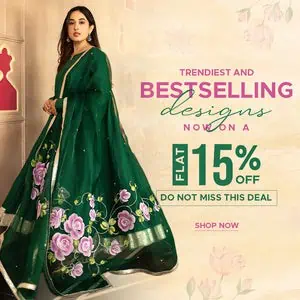 TRENDIEST AND
BESTSELLING
designs
NOW ON A
FLAT 15% OFF
DO NOT MISS THIS DEAL
SHOP NOW